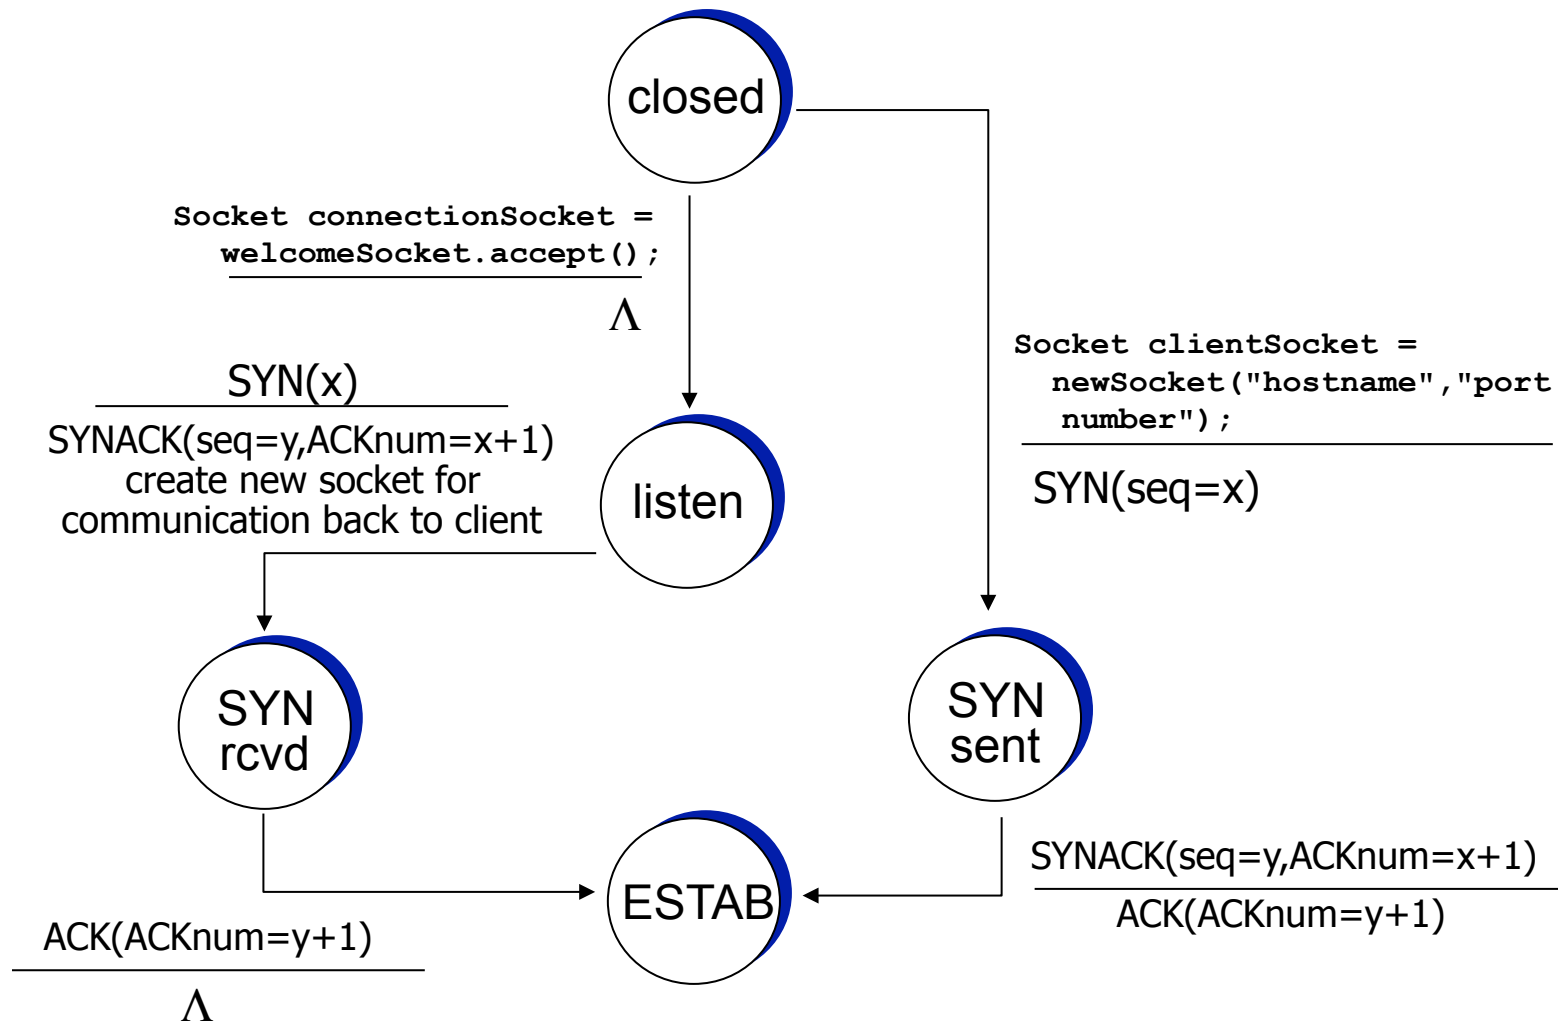 closed
Socket connectionSocket =
welcomeSocket.accept();
Λ
Socket clientSocket =
newSocket("hostname","port
number");
SYN(seq=x)
SYN(x)
SYNACK(seq=y,ACKnum=x+1)
create new socket for
communication back to client
listen
SYN
rcvd
SYN
sent
ESTAB
SYNACK(seq=y,ACKnum=x+1)
ACK(ACKnum=y+1)
ACK(ACKnum=y+1)
Λ